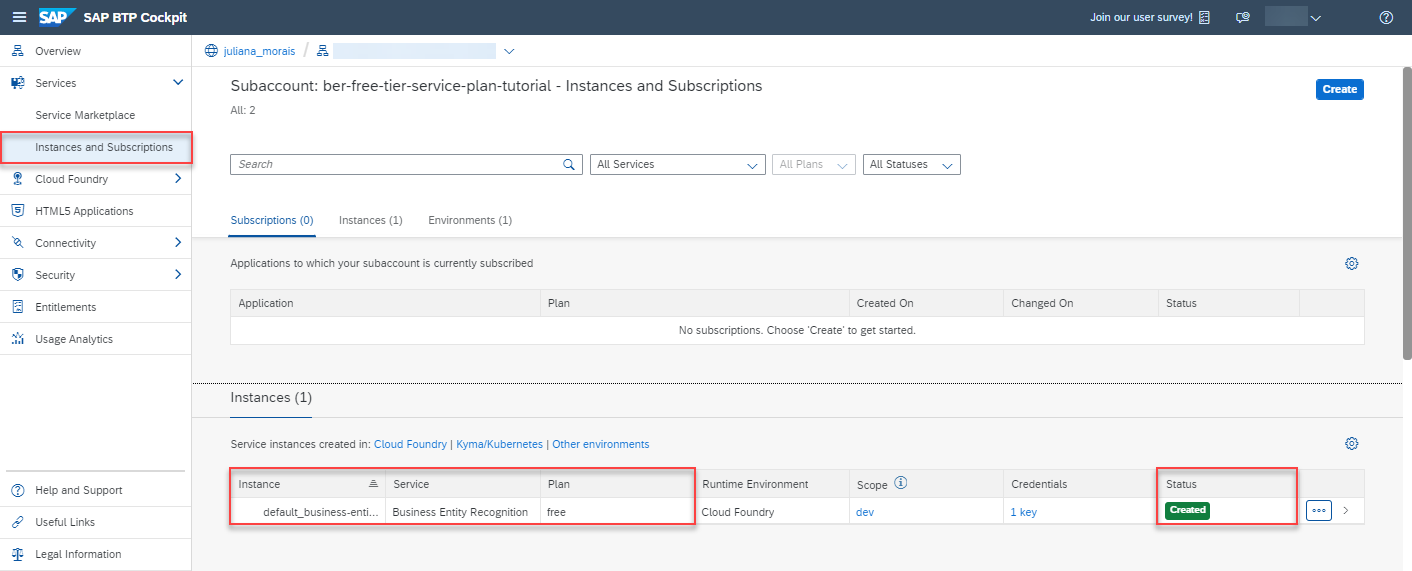 SAP SAP BTP Cockpit Join our user survey!
Overview
Services
Service Marketplace
Instances and Subscriptions
Cloud Foundry
HTML5 Applications
Connectivity
Security
Entitlements
Usage Analytics
Help and Support
Useful Links
Legal Information
juliana_morais /
Subaccount: ber-free-tier-service-plan-tutorial - Instances and Subscriptions
Create
All: 2
Search All Services All Plans All Statuses
Subscriptions (0) Instances (1) Environments (1)
Applications to which your subaccount is currently subscribed
Application Plan Created On Changed On Status
No subscriptions. Choose 'Create' to get started.
Instances (1)
Service instances created in: Cloud Foundry | Kyma/Kubernetes | Other environments
Instance Service Plan Runtime Environment Scope Credentials Status
default_business-enti... Business Entity Recognition free Cloud Foundry dev 1 key Created